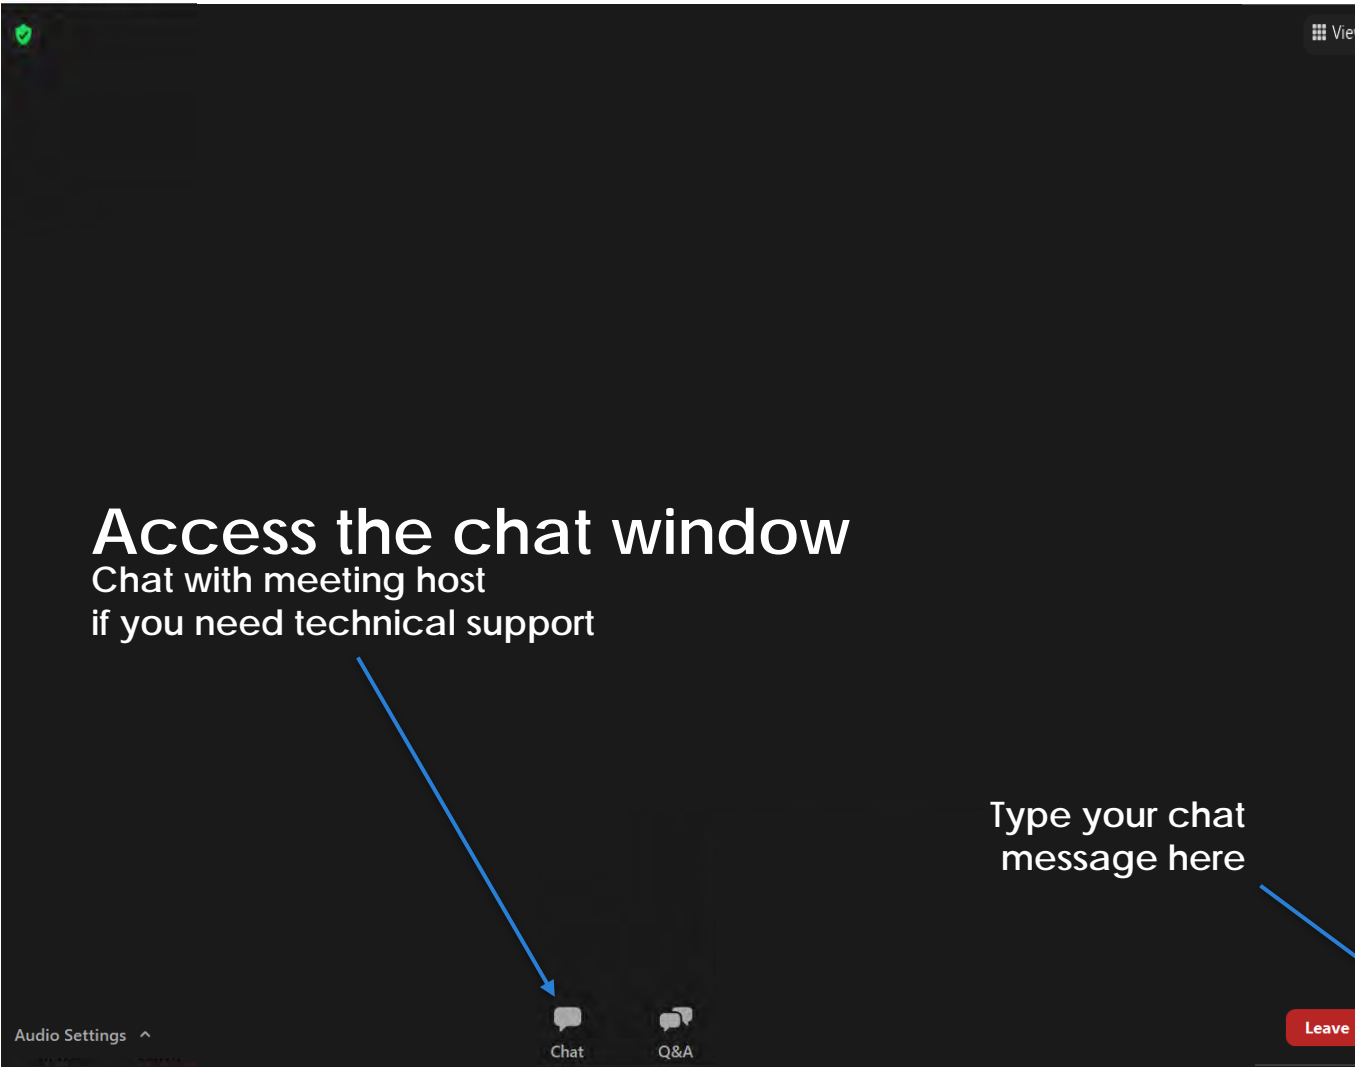 Vie
Access the chat window
Chat with meeting host
if you need technical support
Type your chat
message here
Audio Settings
Chat
Q&A
Leave